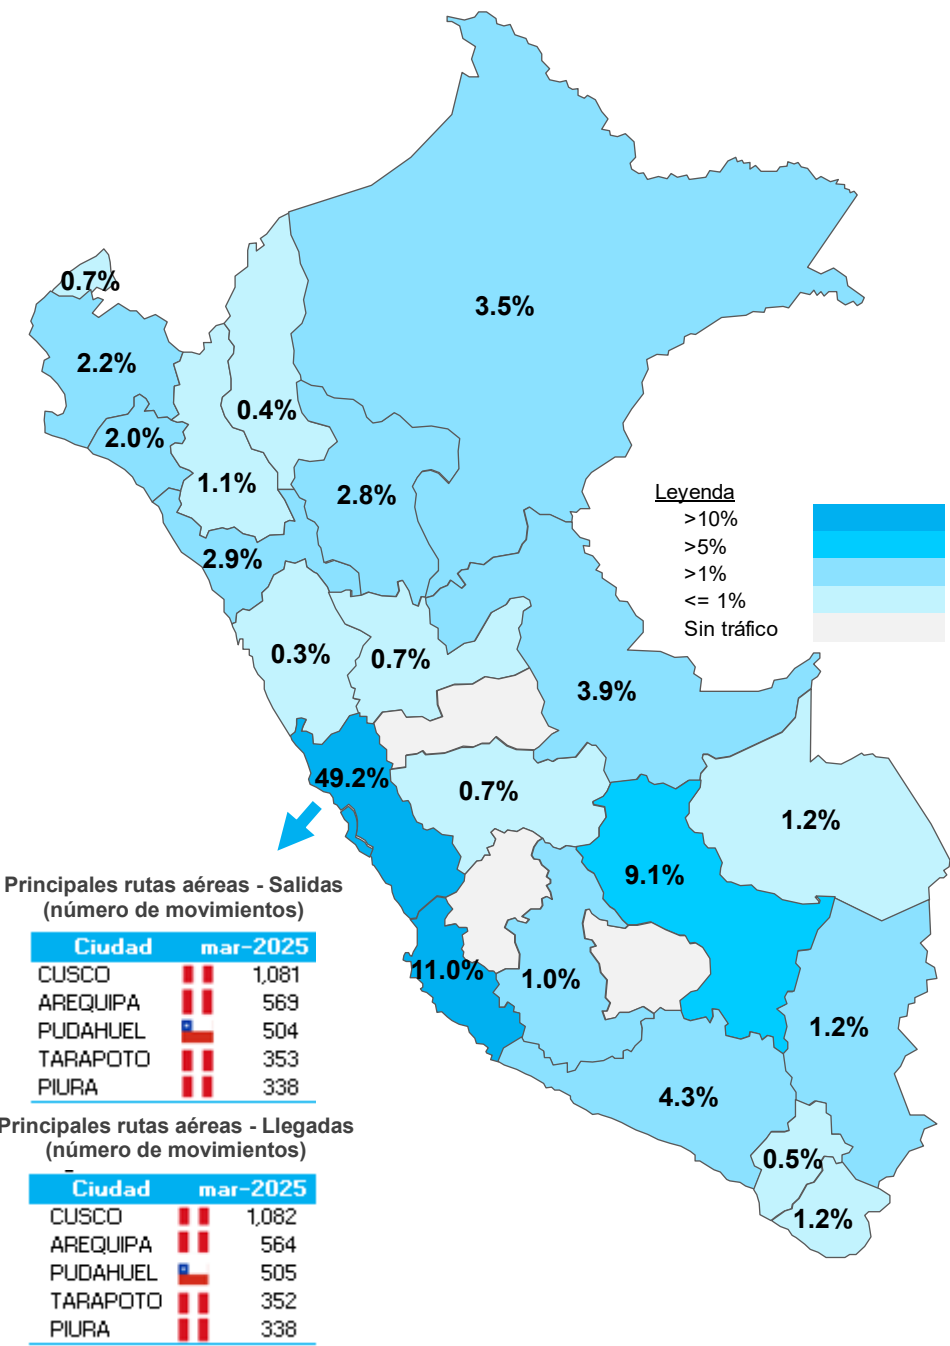 0.7%
3.5%
2.2%
0.4%
2.0%
1.1%
2.8%
Leyenda
>10%
>5%
>1%
<= 1%
Sin tráfico
2.9%
0.3%
0.7%
3.9%
49.2%
0.7%
1.2%
9.1%
11.0%
1.0%
1.2%
4.3%
0.5%
1.2%
Principales rutas aéreas - Salidas
(número de movimientos)
Ciudad mar-2025
CUSCO 1,081
AREQUIPA 569
PUDAHUEL 504
TARAPOTO 353
PIURA 338
Principales rutas aéreas - Llegadas
(número de movimientos)
Ciudad mar-2025
CUSCO 1,082
AREQUIPA 564
PUDAHUEL 505
TARAPOTO 352
PIURA 338